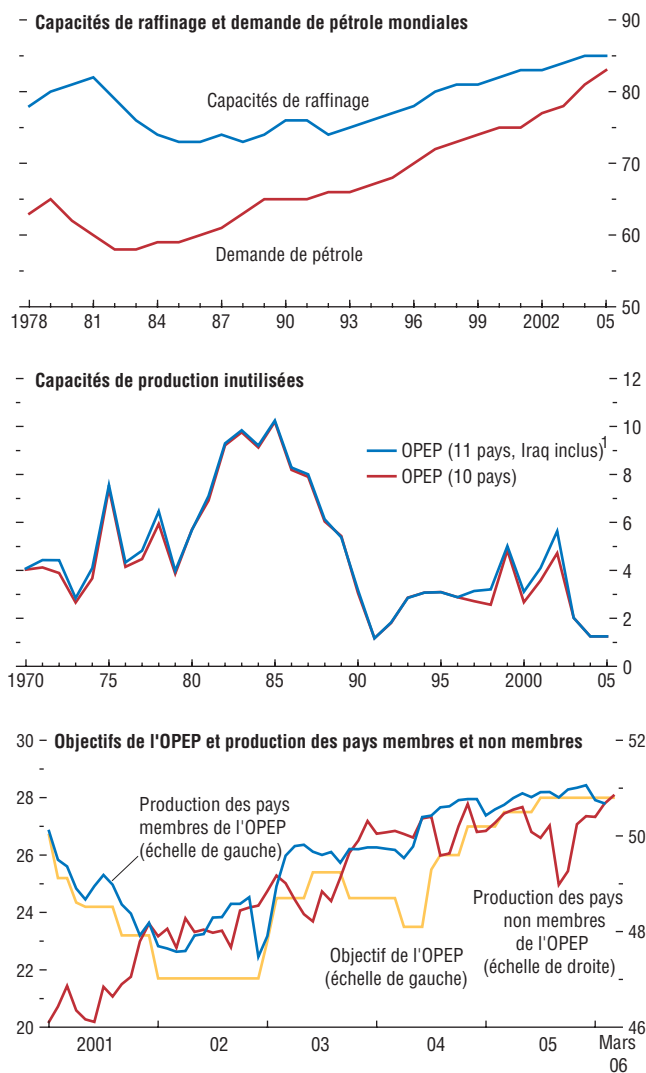 Capacités de raffinage et demande de pétrole mondiales
90
80
70
60
50
Capacités de raffinage
Demande de pétrole
1978 81 84 87 90 93 96 99 2002 05
Capacités de production inutilisées
12
10
8
6
4
2
0
OPEP (11 pays, Iraq inclus)1
OPEP (10 pays)
1970 75 80 85 90 95 2000 05
Objectifs de l'OPEP et production des pays membres et non membres
30
28
26
24
22
20
52
50
48
46
Production des pays
membres de l'OPEP
(échelle de gauche)
Objectif de l'OPEP
(échelle de gauche)
Production des pays
non membres
de l'OPEP
(échelle de droite)
2001 02 03 04 05 Mars
06